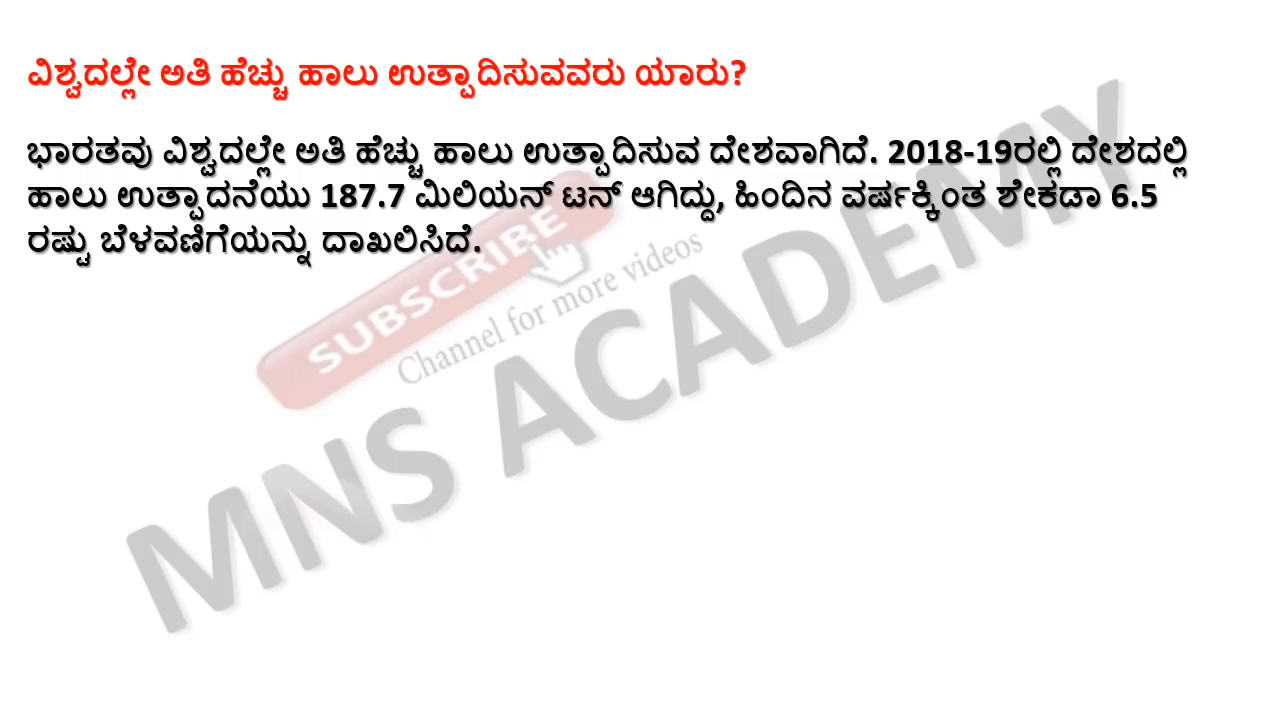 ವಿಶ್ವದಲ್ಲೇ ಅತಿ ಹೆಚ್ಚು ಹಾಲು ಉತ್ಪಾದಿಸುವವರು ಯಾರು?
ಭಾರತವು ವಿಶ್ವದಲ್ಲೇ ಅತಿ ಹೆಚ್ಚು ಹಾಲು ಉತ್ಪಾದಿಸುವ ದೇಶವಾಗಿದೆ. 2018-19ರಲ್ಲಿ ದೇಶದಲ್ಲಿ
ಹಾಲು ಉತ್ಪಾದನೆಯು 187.7 ಮಿಲಿಯನ್ ಟನ್ ಆಗಿದ್ದು, ಹಿಂದಿನ ವರ್ಷಕ್ಕಿಂತ ಶೇಕಡಾ 6.5
ರಷ್ಟು ಬೆಳವಣಿಗೆಯನ್ನು ದಾಖಲಿಸಿದೆ.
SUBSCRIBE
Channel for more videos
MNS ACADEMY